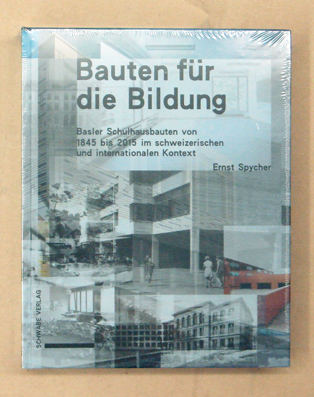 Bauten für
die Bildung
Basler Schulhausbauten von
1845 bis 2015 im schweizerischen
und internationalen Kontext
Ernst Spycher
SCHWABE VERLAG